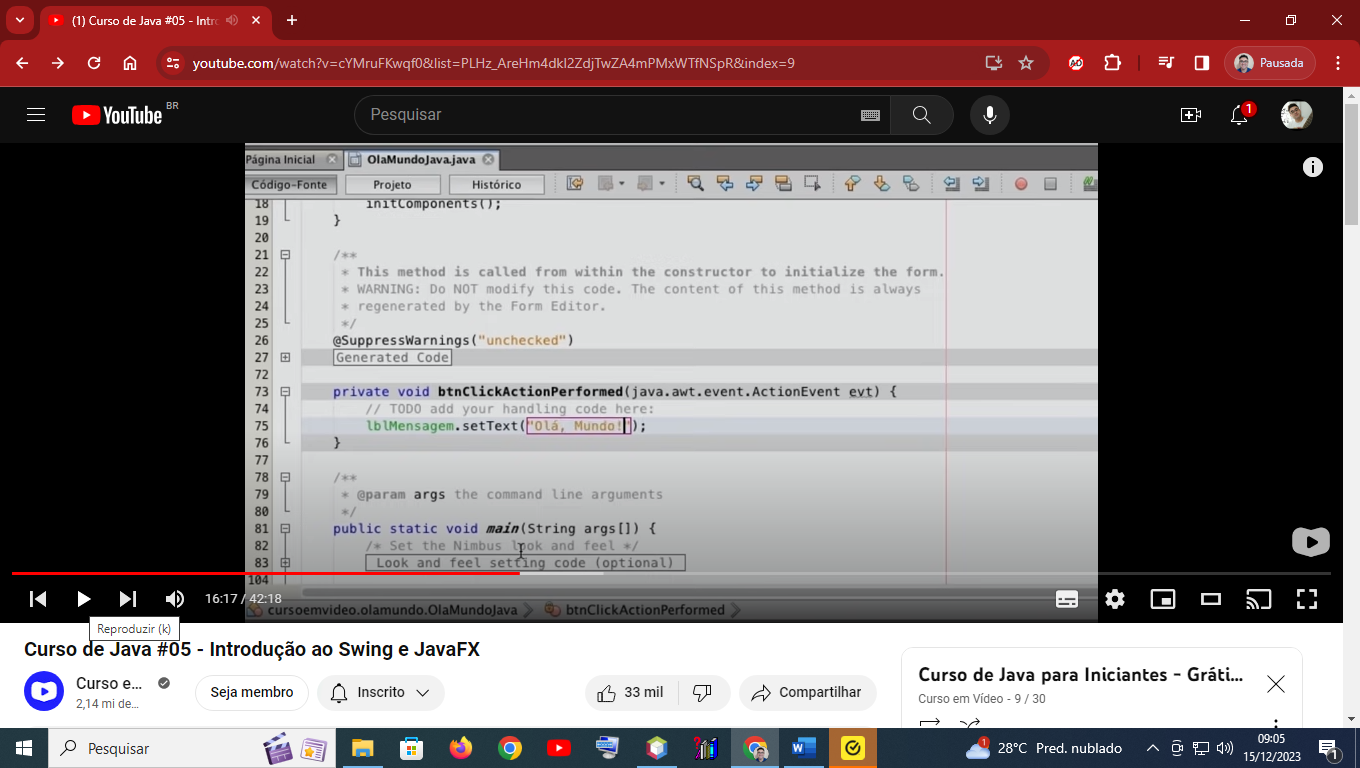 (1) Curso de Java #05 - Intro
youtube.com/watch?v=cYMruFKwqf0&list=PLHz_AreHm4dkI2ZdjTwZA4mPMxWTfNSpR&index=9
Pausada
YouTube BR
Pesquisar
1
Página Inicial
OlaMundoJava.java
Código-Fonte
Projeto
Histórico
18 initComponents();
19 }
20
21 /**
22 * This method is called from within the constructor to initialize the form.
23 * WARNING: Do NOT modify this code. The content of this method is always
24 * regenerated by the Form Editor.
25 */
26 @SuppressWarnings("unchecked")
27 Generated Code
72
73 private void btnClickActionPerformed(java.awt.event.ActionEvent evt) {
74 // TODO add your handling code here:
75 lblMensagem.setText("Olá, Mundo!");
76 }
77
78 /**
79 * @param args the command line arguments
80 */
81 public static void main(String args[]) {
82 /* Set the Nimbus look and feel */
83 Look and feel setting code (optional)
104
cursoemvideo.olamundo.OlaMundoJava
btnClickActionPerformed
16:17 / 42:18
Reproduzir (k)
Curso de Java #05 - Introdução ao Swing e JavaFX
Curso e...
2,14 mi de...
Seja membro
Inscrito
33 mil
Compartilhar
Curso de Java para Iniciantes - Gráti...
Curso em Vídeo - 9 / 30
Pesquisar
1
28°C Pred. nublado
09:05
15/12/2023
1